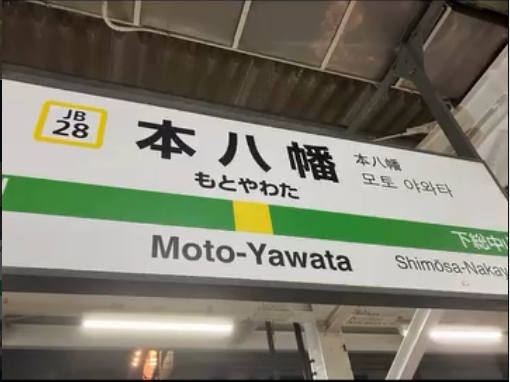 JB
28
本八幡
もとやわた
本八幡
모토 야와타
下総中
Moto-Yawata
Shimōsa-Nakay